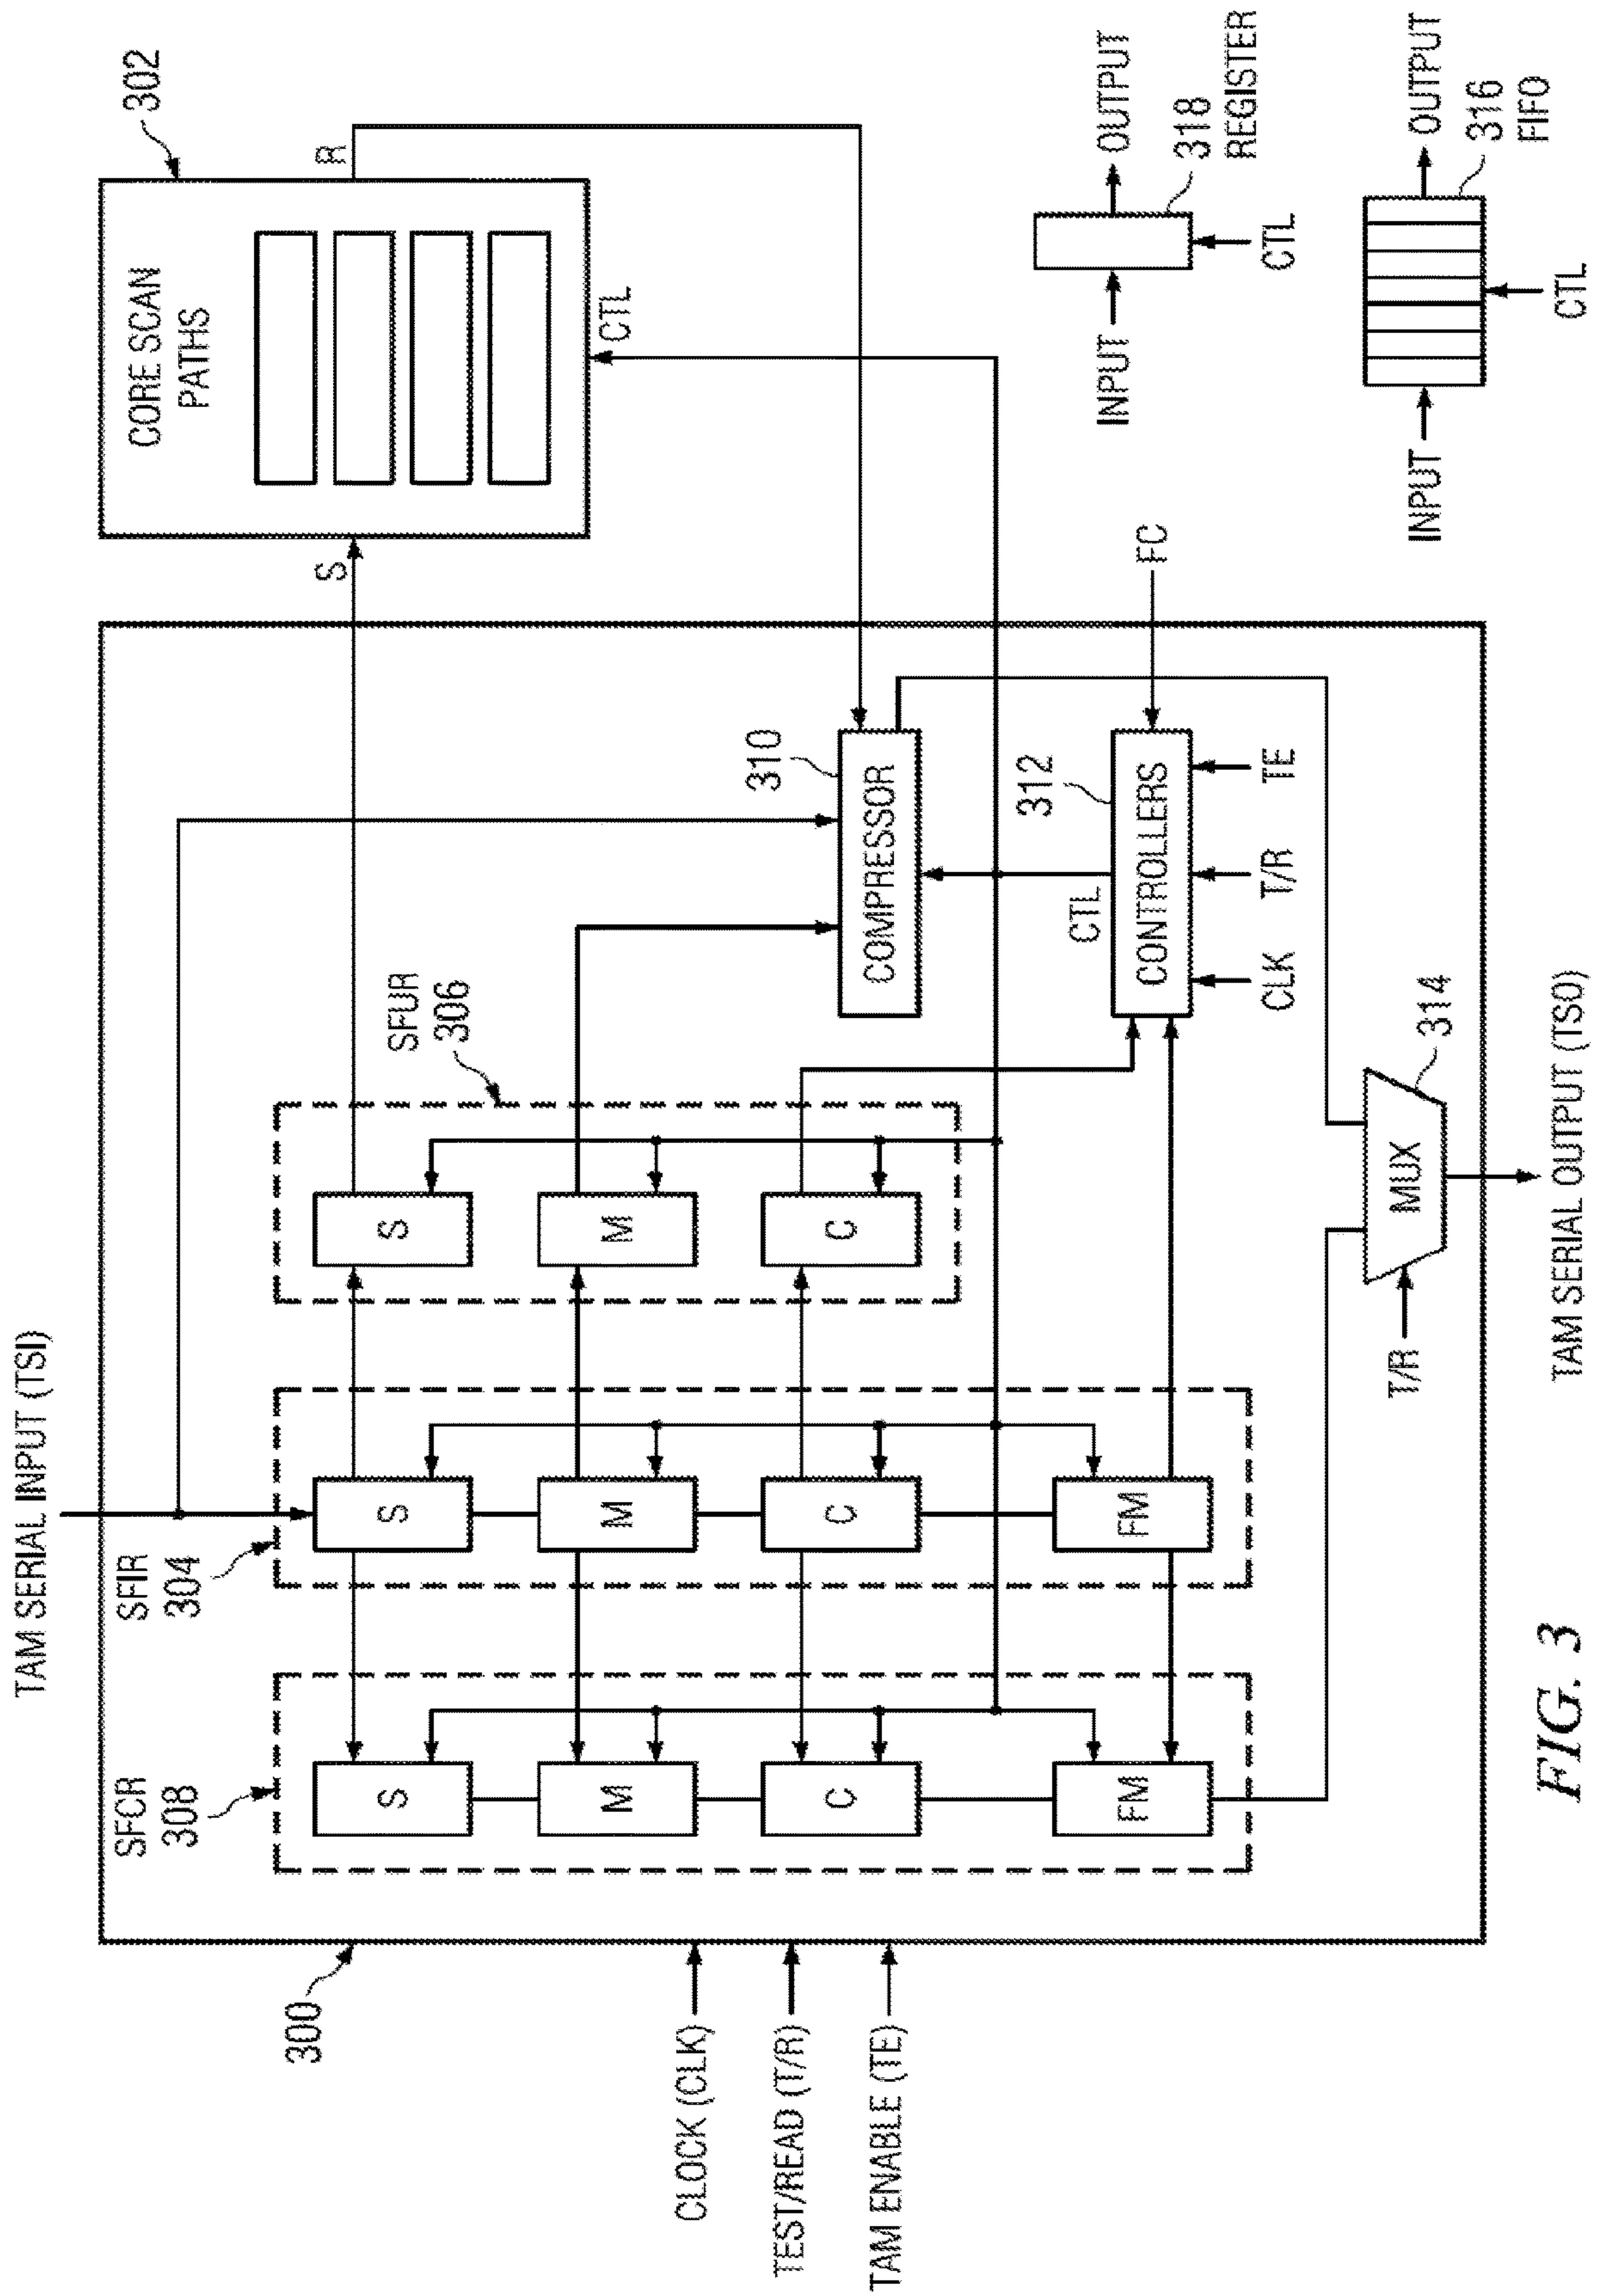 TAM SERIAL INPUT (TSI)
300
CLOCK (CLK)
TEST/READ (T/R)
TAM ENABLE (TE)
SFCR
308
S
M
C
FM
SFIR
304
S
M
C
FM
SFUR
306
S
M
C
310
COMPRESSOR
312
CONTROLLERS
CTL
CLK
T/R
TE
FC
S
R
302
CORE SCAN
PATHS
CTL
MUX
314
T/R
TAM SERIAL OUTPUT (TSO)
INPUT
OUTPUT
CTL
318
REGISTER
INPUT
OUTPUT
CTL
316
FIFO
FIG. 3